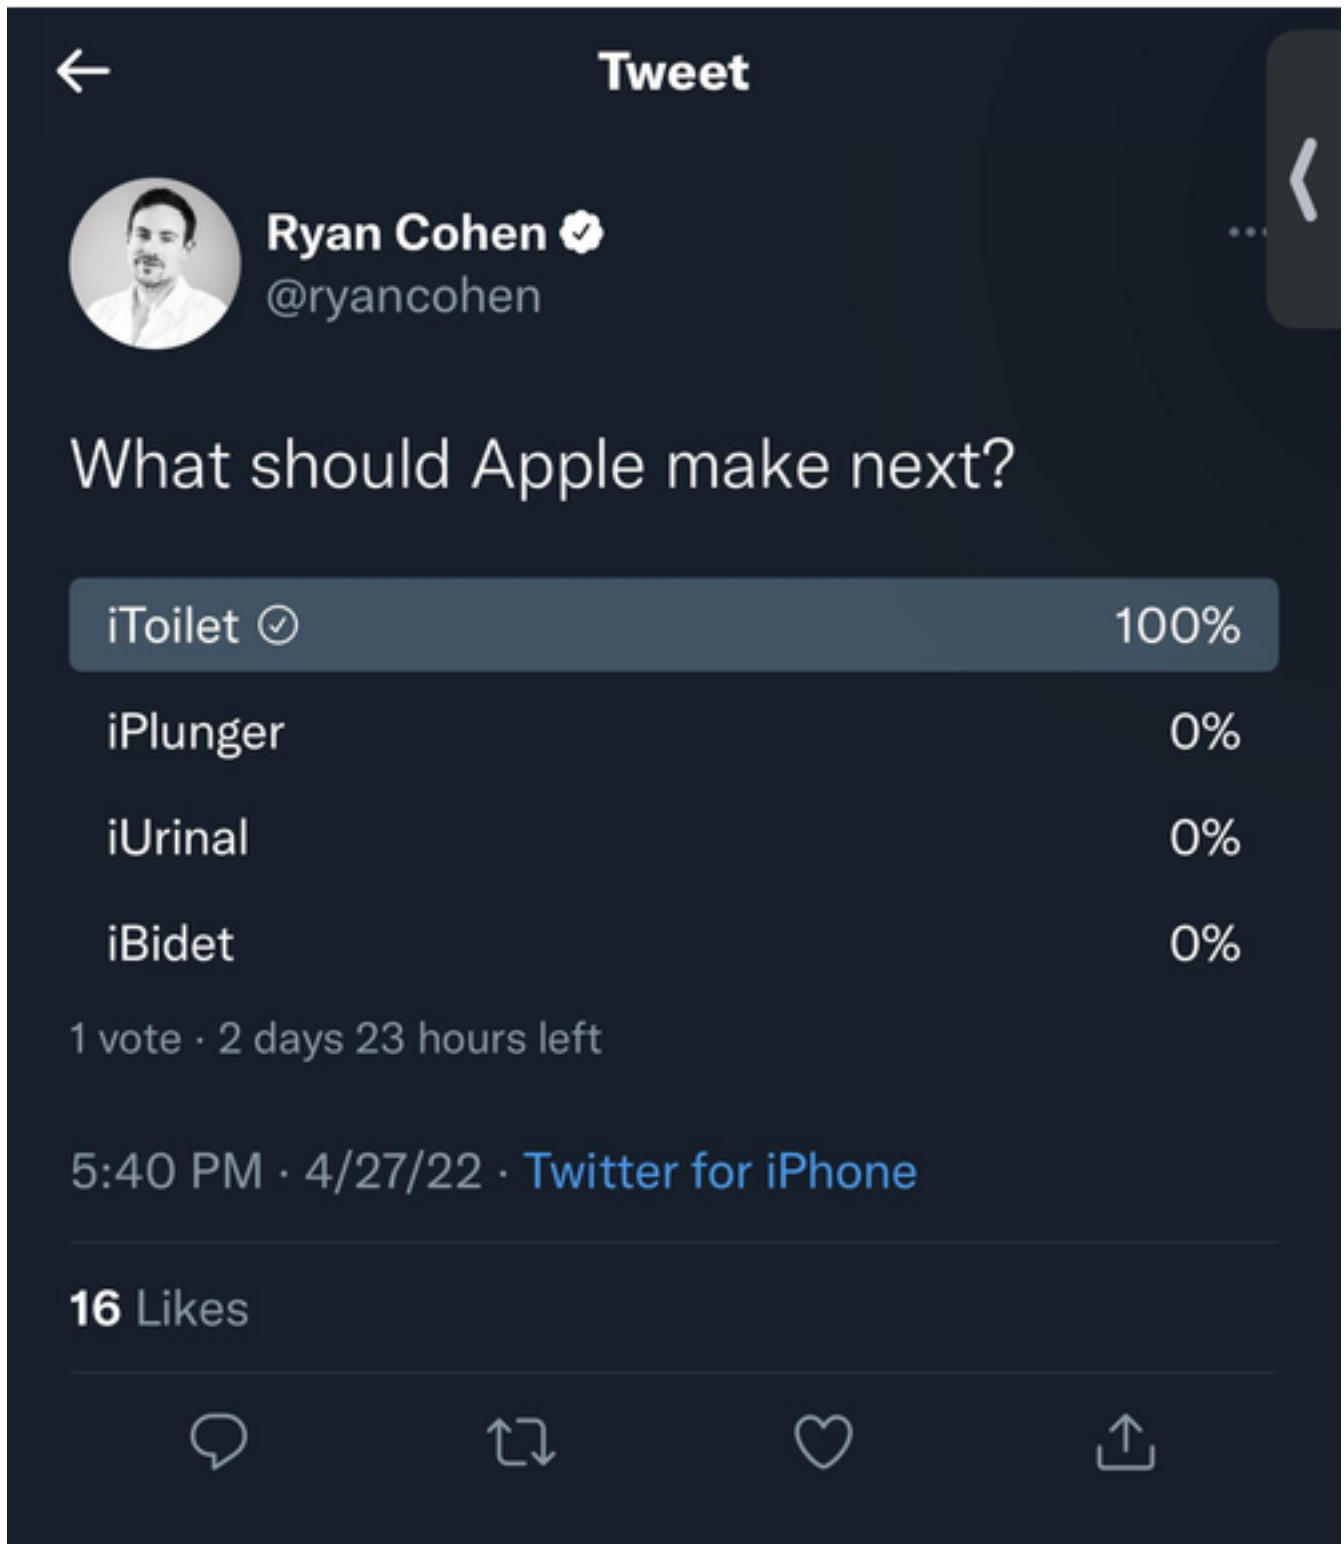 Tweet
Ryan Cohen
@ryancohen
What should Apple make next?
iToilet 100%
iPlunger 0%
iUrinal 0%
iBidet 0%
1 vote · 2 days 23 hours left
5:40 PM · 4/27/22 · Twitter for iPhone
16 Likes